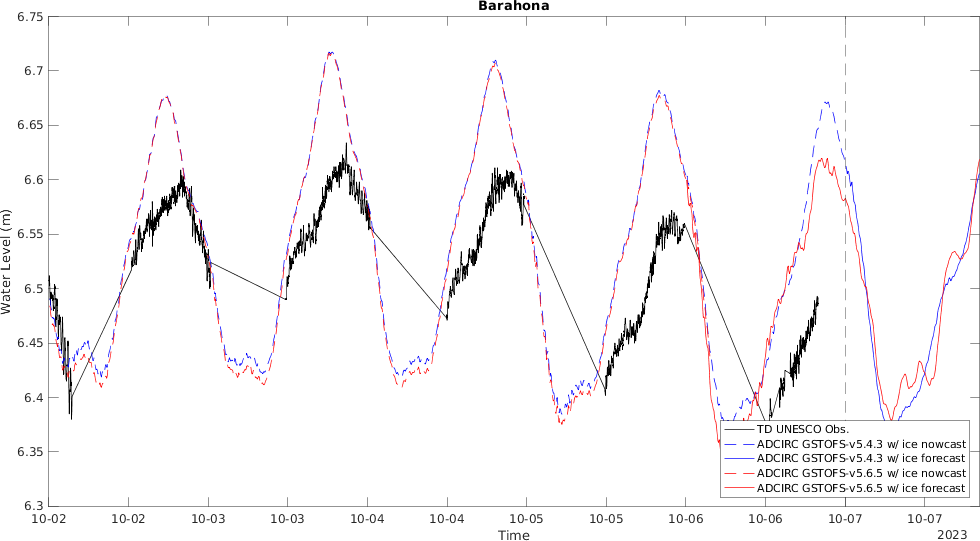 Barahona
6.75
6.7
6.65
6.6
6.55
6.5
6.45
6.4
6.35
6.3
Water Level (m)
TD UNESCO Obs.
ADCIRC GSTOFS-v5.4.3 w/ ice nowcast
ADCIRC GSTOFS-v5.4.3 w/ ice forecast
ADCIRC GSTOFS-v5.6.5 w/ ice nowcast
ADCIRC GSTOFS-v5.6.5 w/ ice forecast
10-02 10-02 10-03 10-03 10-04 10-04 10-05 10-05 10-06 10-06 10-07 10-07
Time
2023